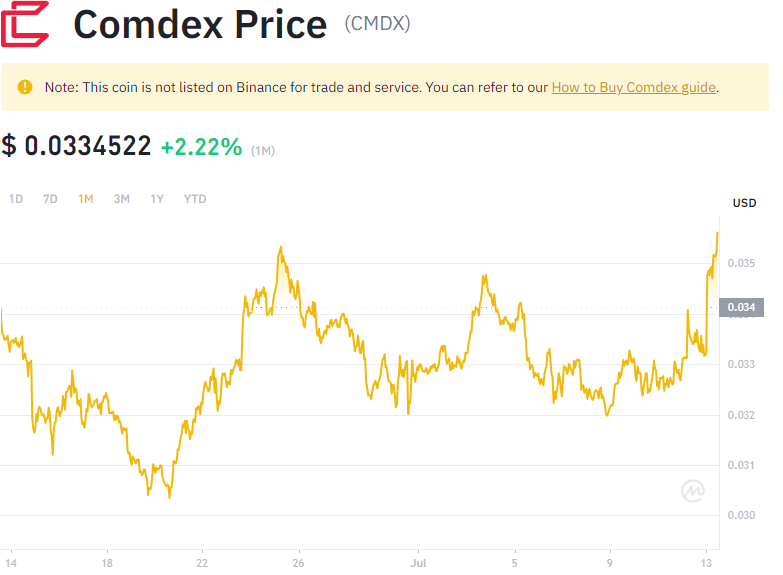 Comdex Price (CMDX)
Note: This coin is not listed on Binance for trade and service. You can refer to our How to Buy Comdex guide.
$ 0.0334522 +2.22% (1M)
1D 7D 1M 3M 1Y YTD
USD
0.035
0.034
0.033
0.032
0.031
0.030
14 18 22 26 Jul 5 9 13